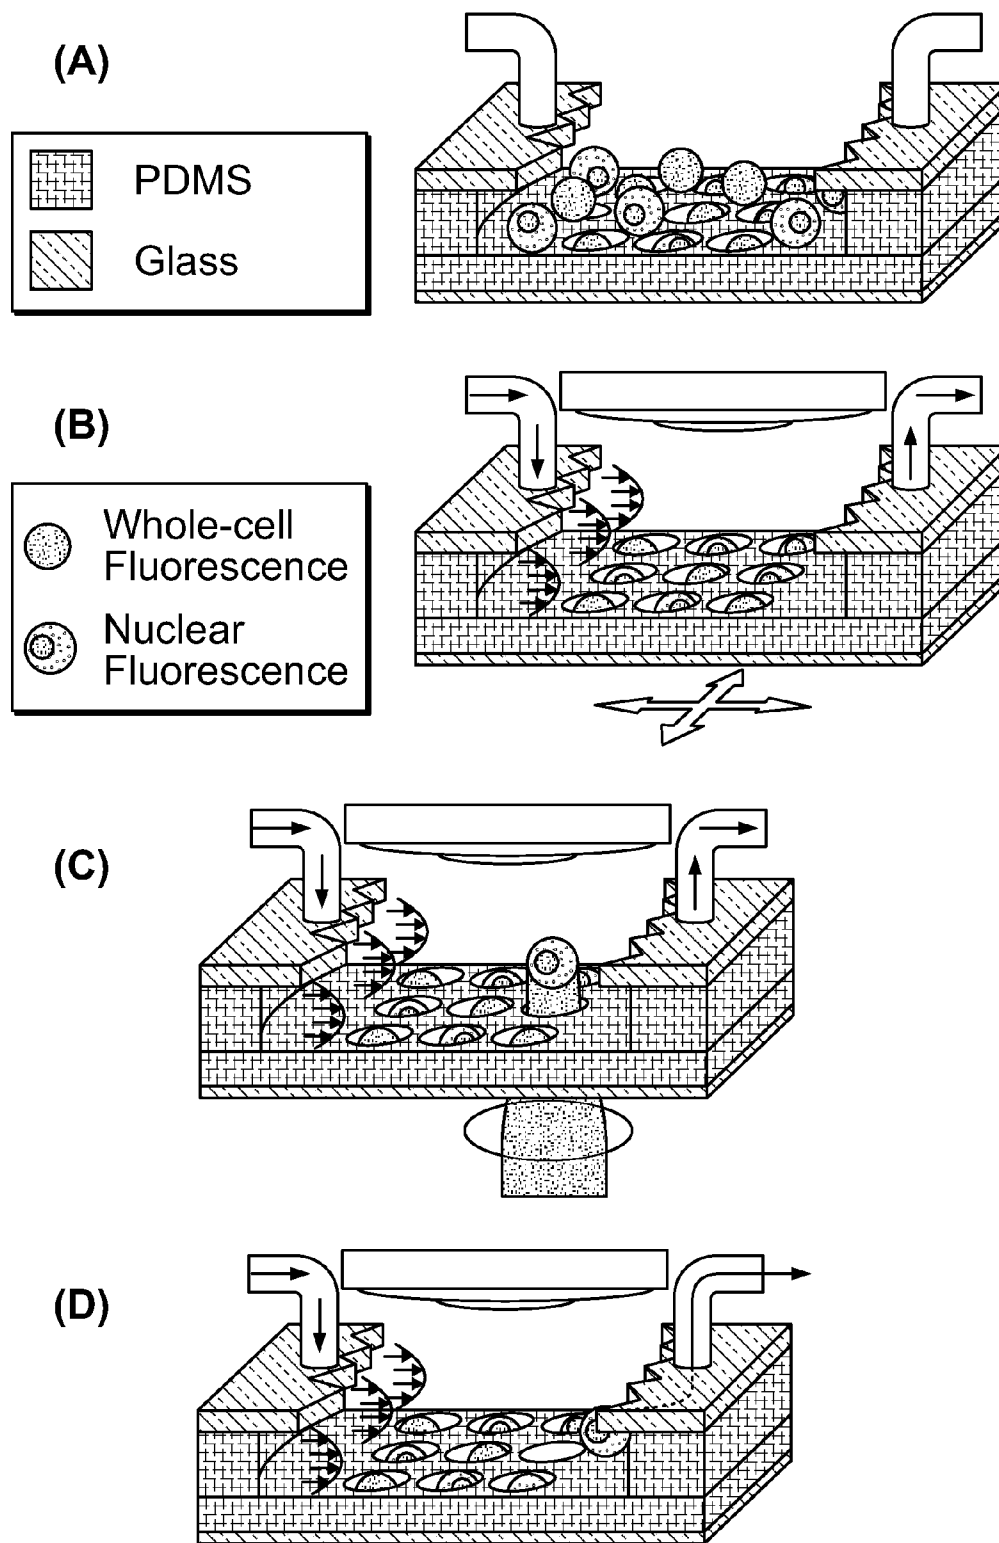 (A)
PDMS
Glass
(B)
Whole-cell
Fluorescence
Nuclear
Fluorescence
(C)
(D)